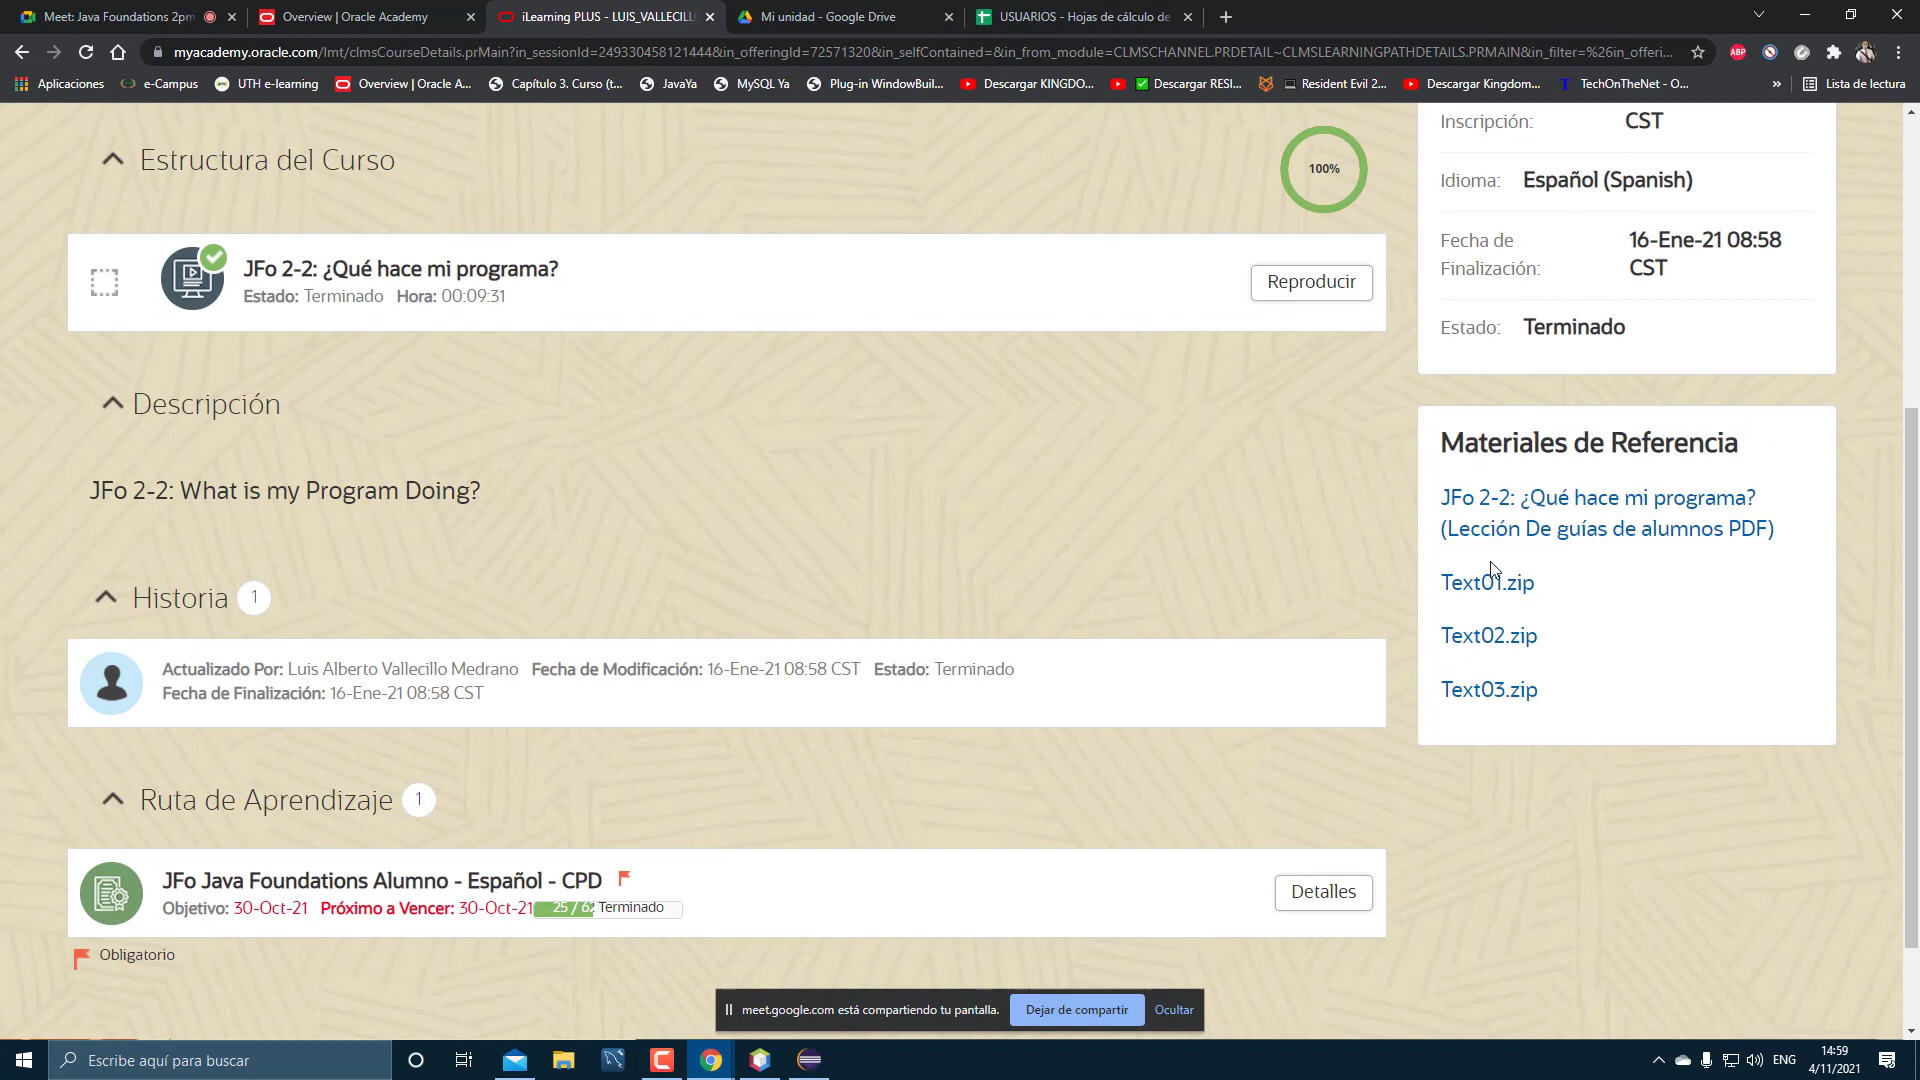 Meet: Java Foundations 2pm
Overview | Oracle Academy
iLearning PLUS - LUIS_VALLECILL
Mi unidad - Google Drive
USUARIOS - Hojas de cálculo de
myacademy.oracle.com/lmt/clmsCourseDetails.prMain?in_sessionId=249330458121444&in_offeringId=72571320&in_selfContained=&in_from_module=CLMSCHANNEL.PRDETAIL~CLMSLEARNINGPATHDETAILS.PRMAIN&in_filter=%26in_offeri...
ABP
Aplicaciones
e-Campus
UTH e-learning
Overview | Oracle A...
Capítulo 3. Curso (t...
JavaYa
MySQL Ya
Plug-in WindowBuil...
Descargar KINGDO...
Descargar RESI...
Resident Evil 2...
Descargar Kingdom...
TechOnTheNet - O...
»
Lista de lectura
Estructura del Curso
100%
JFo 2-2: ¿Qué hace mi programa?
Estado: Terminado Hora: 00:09:31
Reproducir
Descripción
JFo 2-2: What is my Program Doing?
Historia 1
Actualizado Por: Luis Alberto Vallecillo Medrano Fecha de Modificación: 16-Ene-21 08:58 CST Estado: Terminado
Fecha de Finalización: 16-Ene-21 08:58 CST
Ruta de Aprendizaje 1
JFo Java Foundations Alumno - Español - CPD
Objetivo: 30-Oct-21 Próximo a Vencer: 30-Oct-21 25 / 62 Terminado
Detalles
Obligatorio
Inscripción: CST
Idioma: Español (Spanish)
Fecha de Finalización: 16-Ene-21 08:58 CST
Estado: Terminado
Materiales de Referencia
JFo 2-2: ¿Qué hace mi programa?
(Lección De guías de alumnos PDF)
Text01.zip
Text02.zip
Text03.zip
meet.google.com está compartiendo tu pantalla.
Dejar de compartir
Ocultar
Escribe aquí para buscar
ENG
14:59
4/11/2021